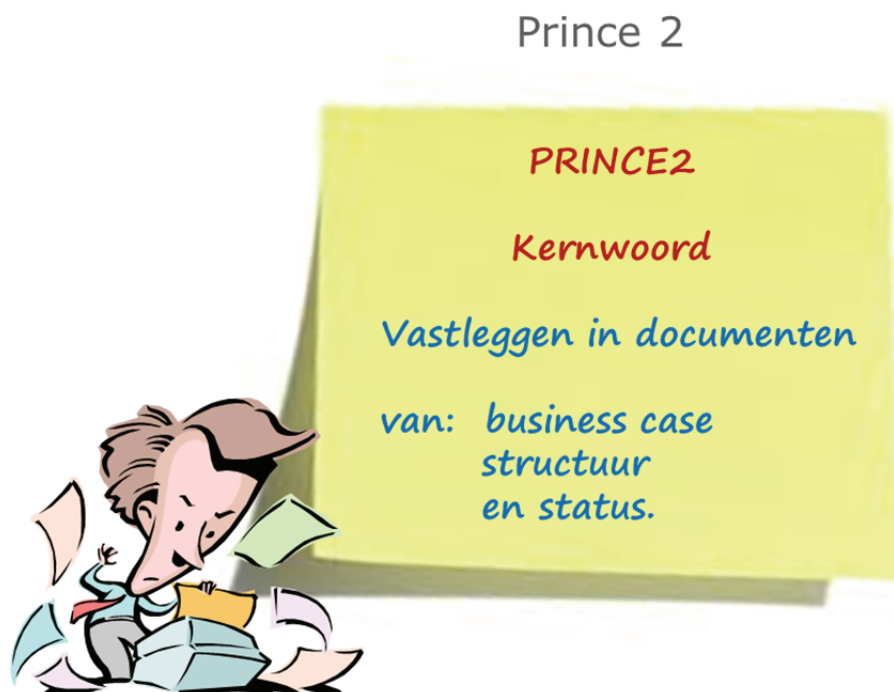 Prince 2
PRINCE2
Kernwoord
Vastleggen in documenten
van: business case
structuur
en status.